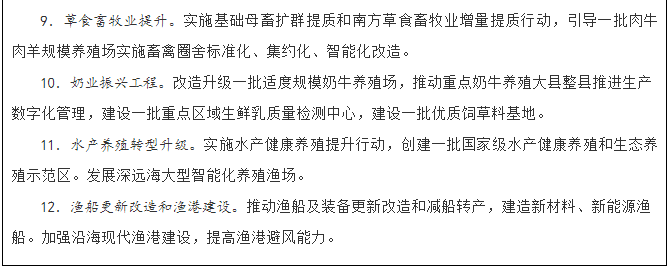 9. 草食畜牧业提升。实施基础母畜扩群提质和南方草食畜牧业增量提质行动，引导一批肉牛
肉羊规模养殖场实施畜禽圈舍标准化、集约化、智能化改造。
10. 奶业振兴工程。改造升级一批适度规模奶牛养殖场，推动重点奶牛养殖大县整县推进生产
数字化管理，建设一批重点区域生鲜乳质量检测中心，建设一批优质饲草料基地。
11. 水产养殖转型升级。实施水产健康养殖提升行动，创建一批国家级水产健康养殖和生态养
殖示范区。发展深远海大型智能化养殖渔场。
12. 渔船更新改造和渔港建设。推动渔船及装备更新改造和减船转产，建造新材料、新能源渔
船。加强沿海现代渔港建设，提高渔港避风能力。